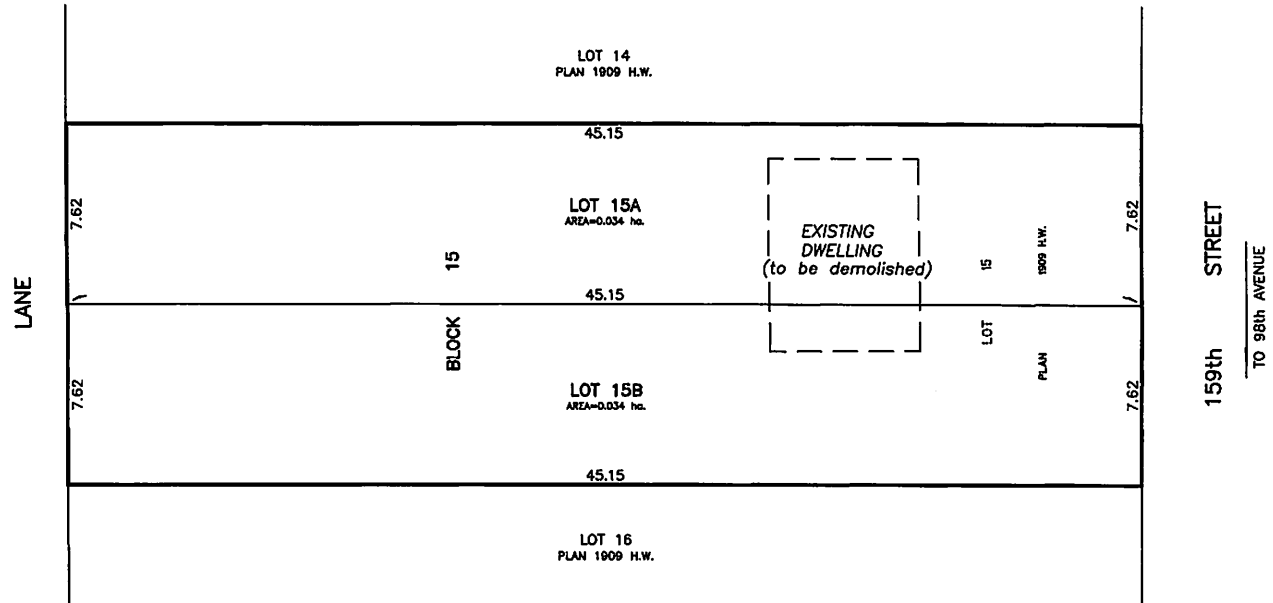 LOT 14
PLAN 1909 H.W.
45.15
7.62
LOT 15A
AREA=0.034 ha.
7.62
EXISTING
DWELLING
(to be demolished)
BLOCK 15
LOT 15
PLAN 1909 H.W.
LANE
159th STREET
TO 98th AVENUE
45.15
7.62
LOT 15B
AREA=0.034 ha.
7.62
45.15
LOT 16
PLAN 1909 H.W.